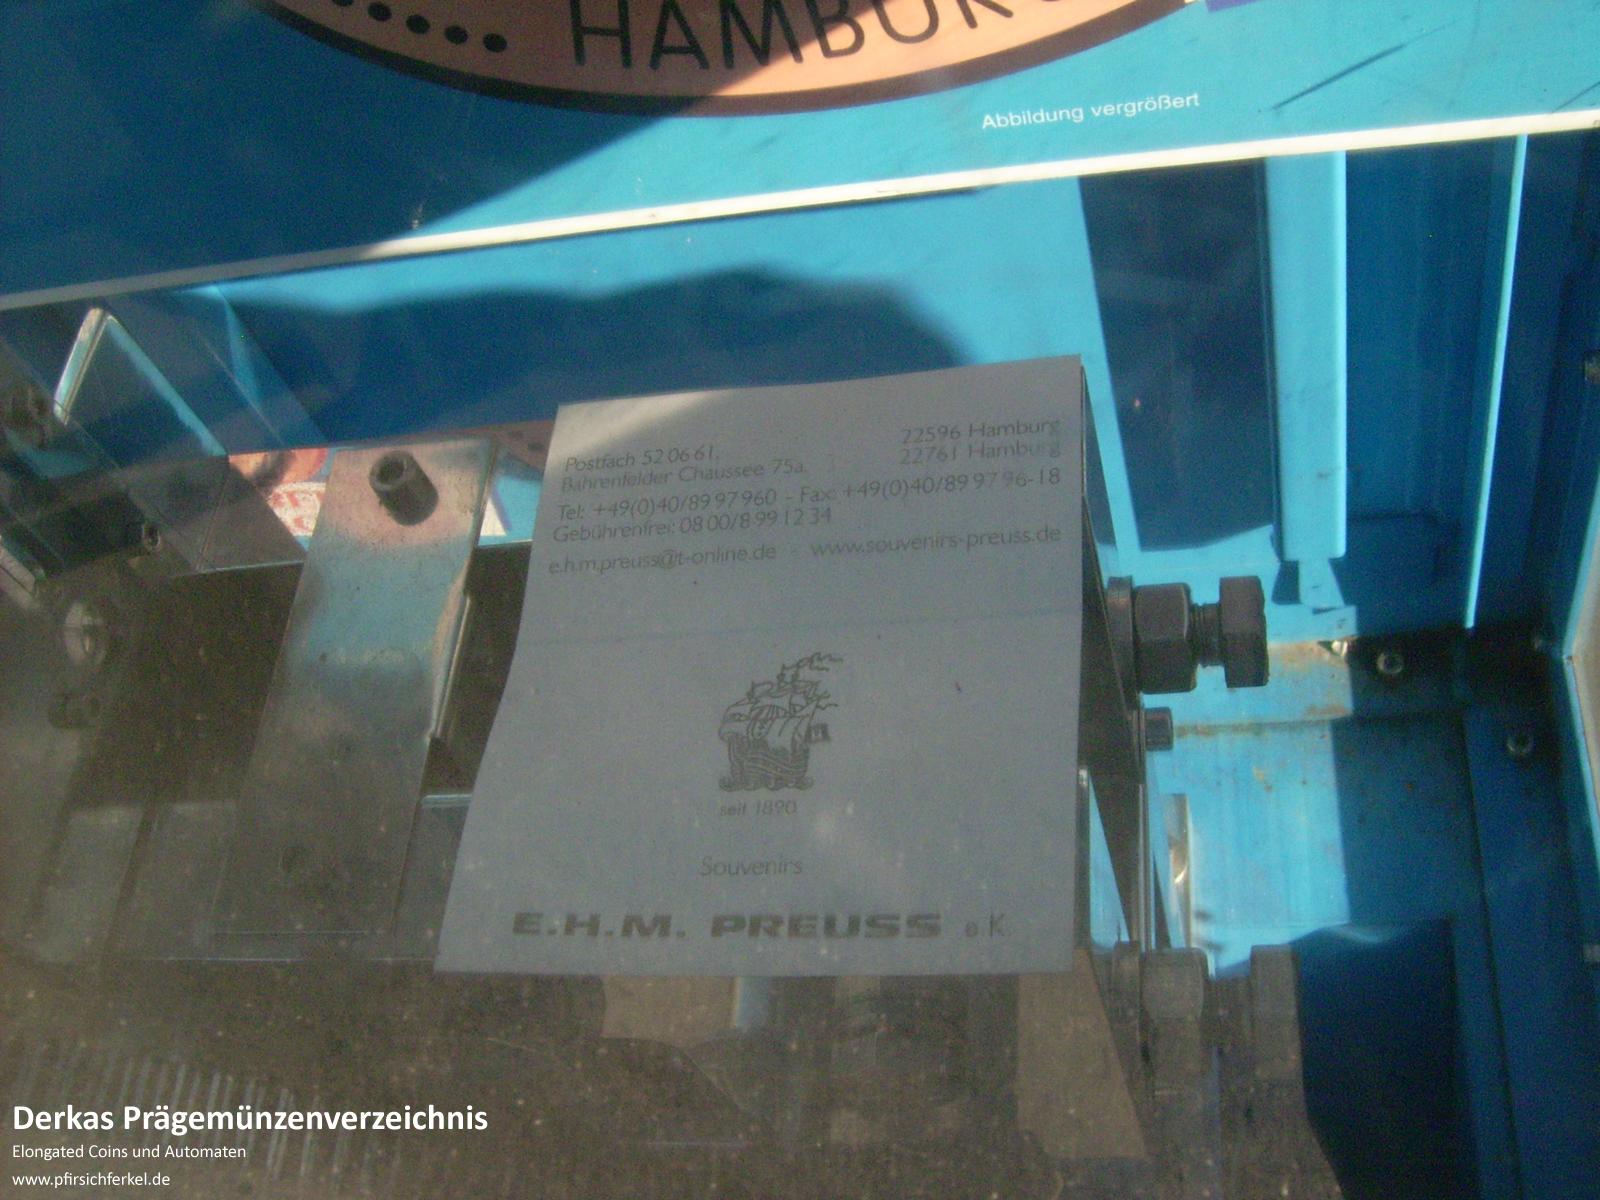 HAMBURG
Abbildung vergrößert
Postfach 52 06 61, 22596 Hamburg
Bahrenfelder Chaussee 75a, 22761 Hamburg
Tel: +49(0)40/89 97 960 - Fax: +49(0)40/89 97 96-18
Gebührenfrei: 08 00/8 99 12 34
e.h.m.preuss@t-online.de - www.souvenirs-preuss.de
seit 1890
Souvenirs
E.H.M. PREUSS e.K.
Derkas Prägemünzenverzeichnis
Elongated Coins und Automaten
www.pfirsichferkel.de